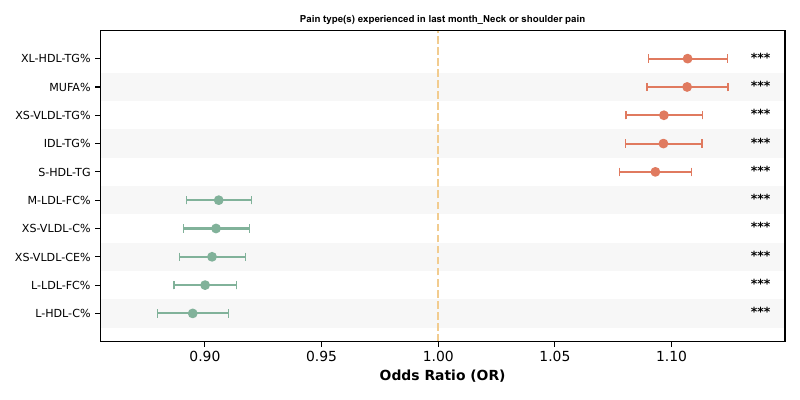 Pain type(s) experienced in last month_Neck or shoulder pain
XL-HDL-TG% ***
MUFA% ***
XS-VLDL-TG% ***
IDL-TG% ***
S-HDL-TG ***
M-LDL-FC% ***
XS-VLDL-C% ***
XS-VLDL-CE% ***
L-LDL-FC% ***
L-HDL-C% ***
0.90 0.95 1.00 1.05 1.10
Odds Ratio (OR)